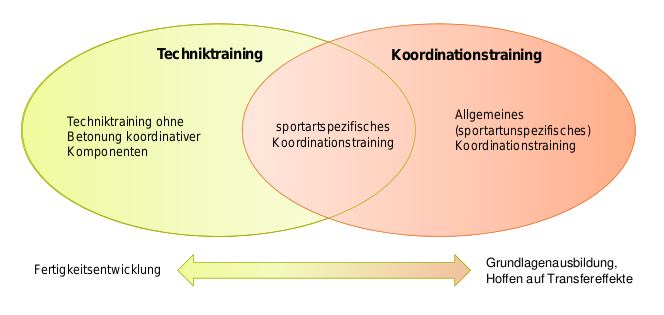 Techniktraining
Koordinationstraining
Techniktraining ohne
Betonung koordinativer
Komponenten
sportartspezifisches
Koordinationstraining
Allgemeines
(sportartunspezifisches)
Koordinationstraining
Fertigkeitsentwicklung
Grundlagenausbildung,
Hoffen auf Transfereffekte